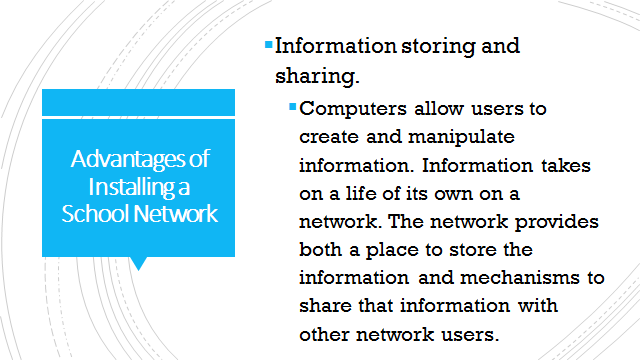 Advantages of
Installing a
School Network
Information storing and
sharing.
Computers allow users to
create and manipulate
information. Information takes
on a life of its own on a
network. The network provides
both a place to store the
information and mechanisms to
share that information with
other network users.